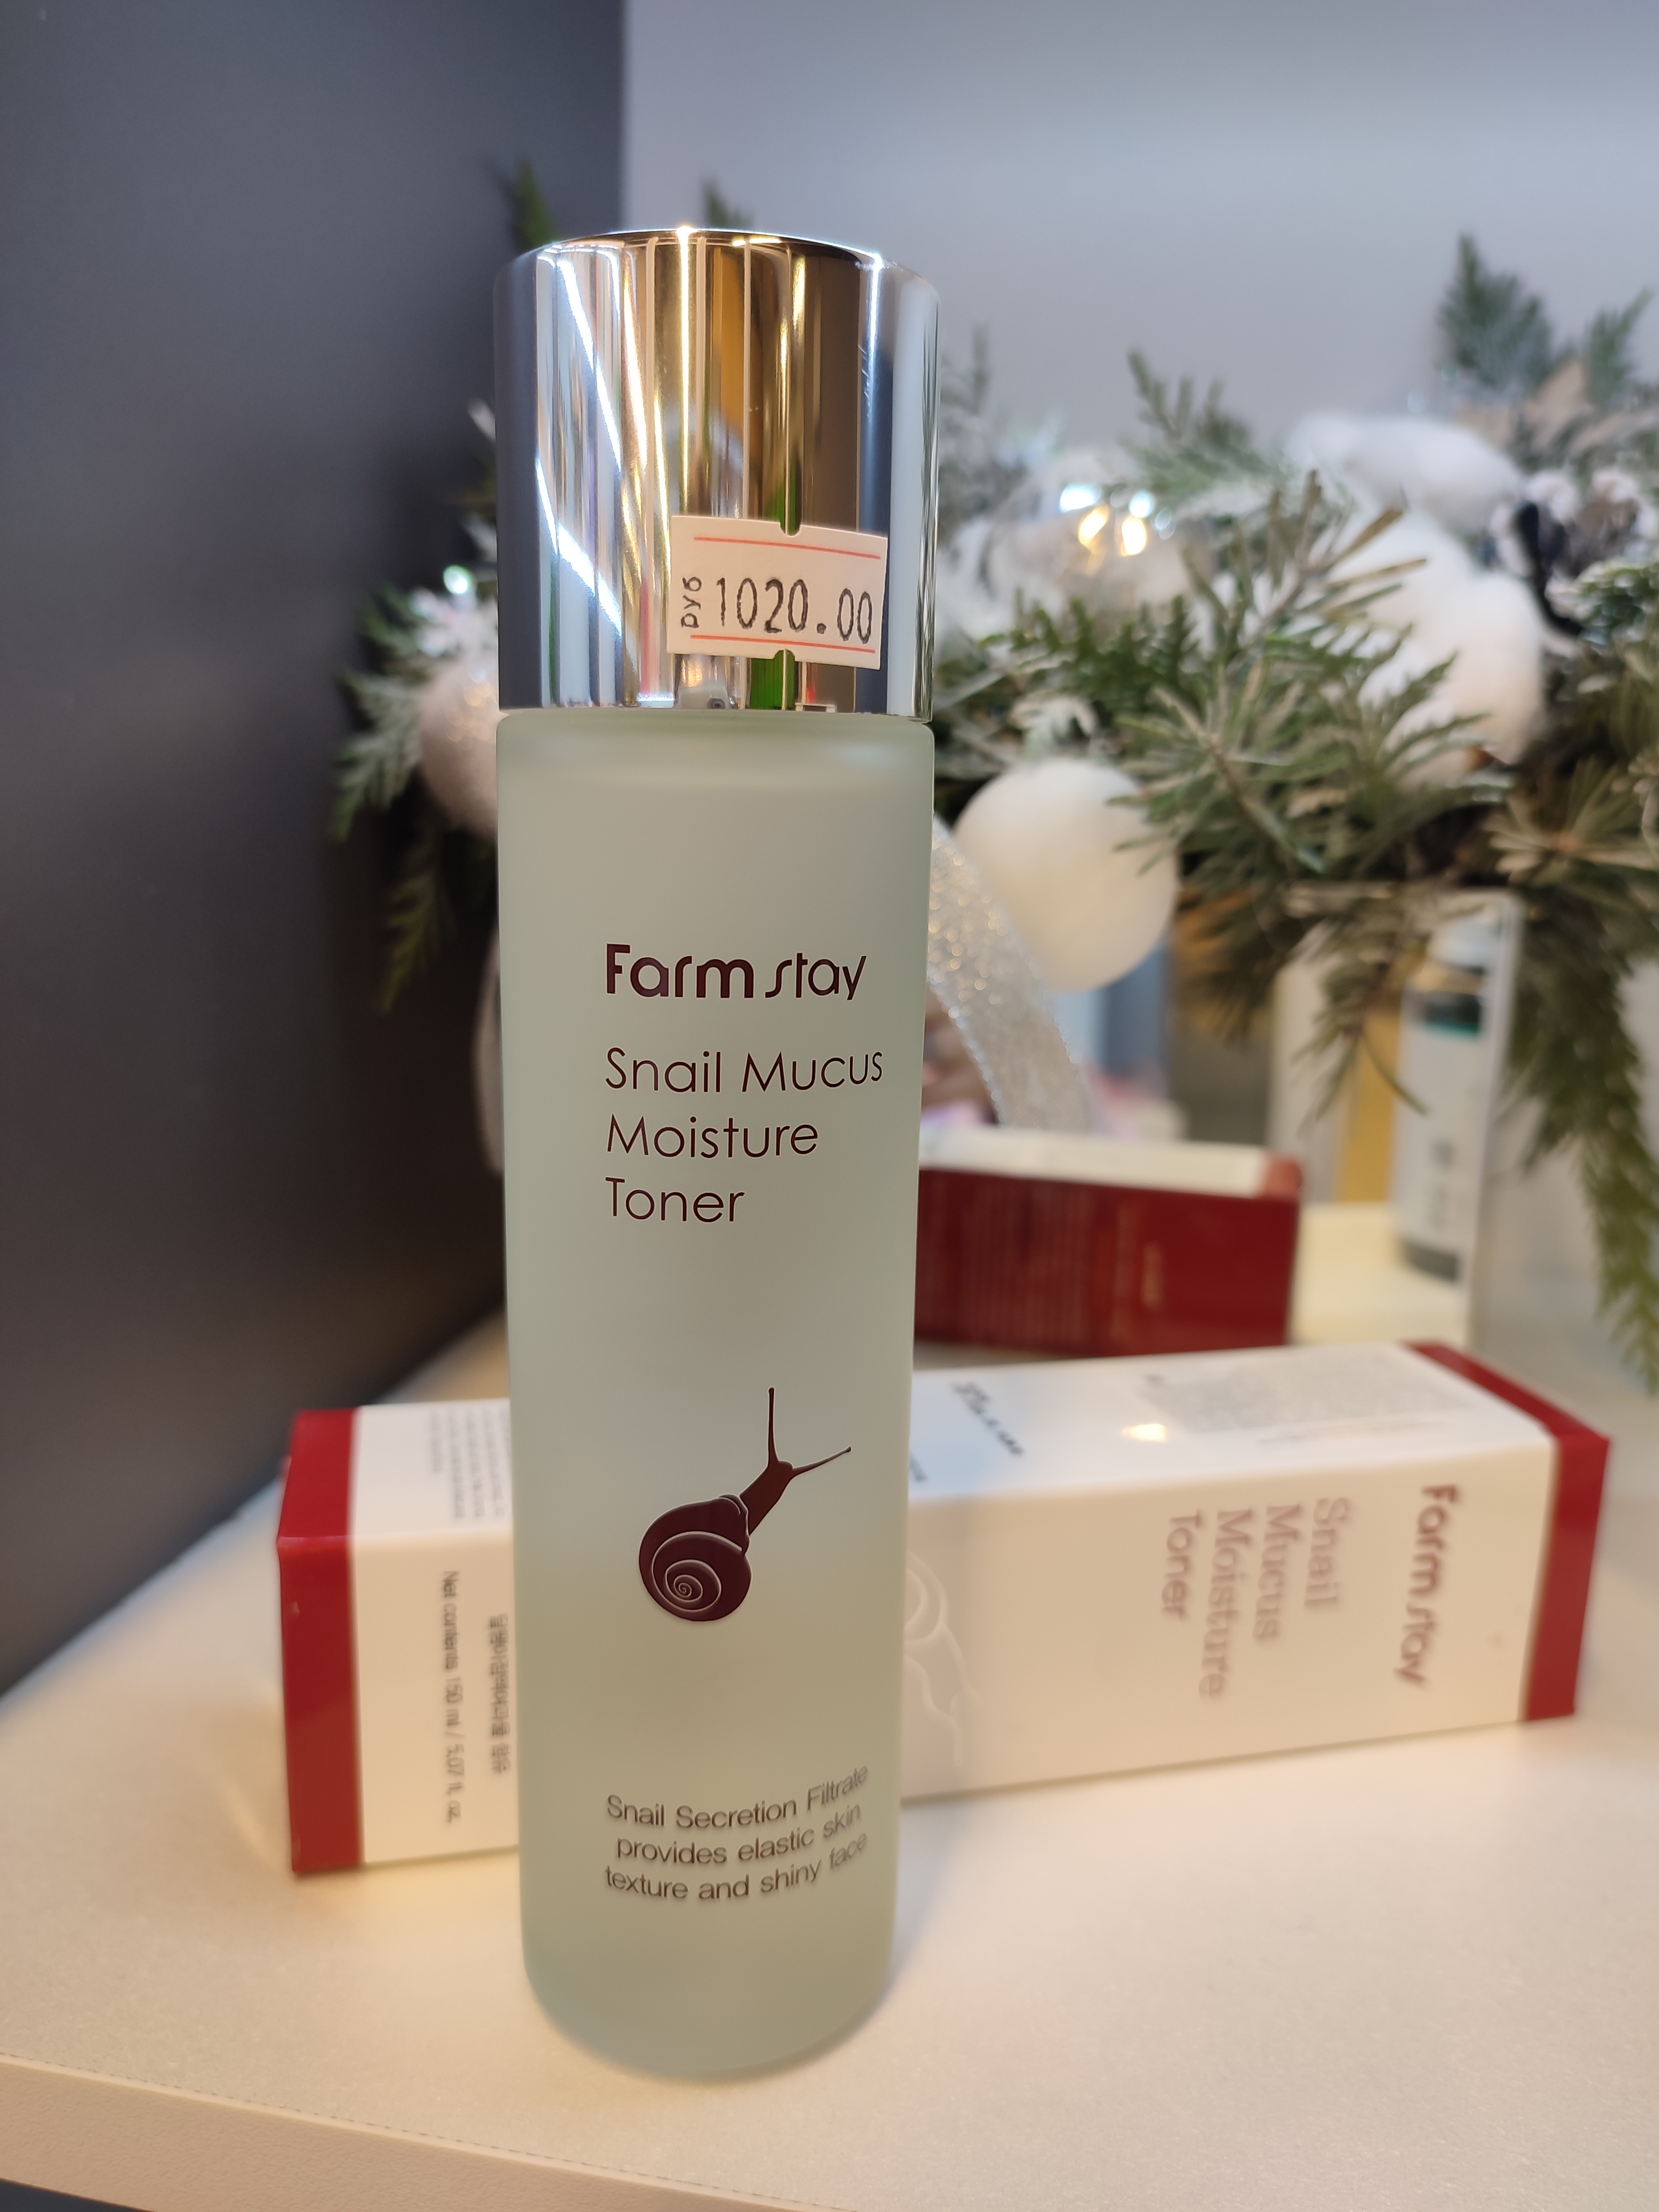 руб 1020.00
Farm stay
Snail Mucus
Moisture
Toner
Snail Secretion Filtrate
provides elastic skin
texture and shiny face
Net contents 150 ml / 5.07 fl. oz.
Farm stay
Snail
Mucus
Moisture
Toner